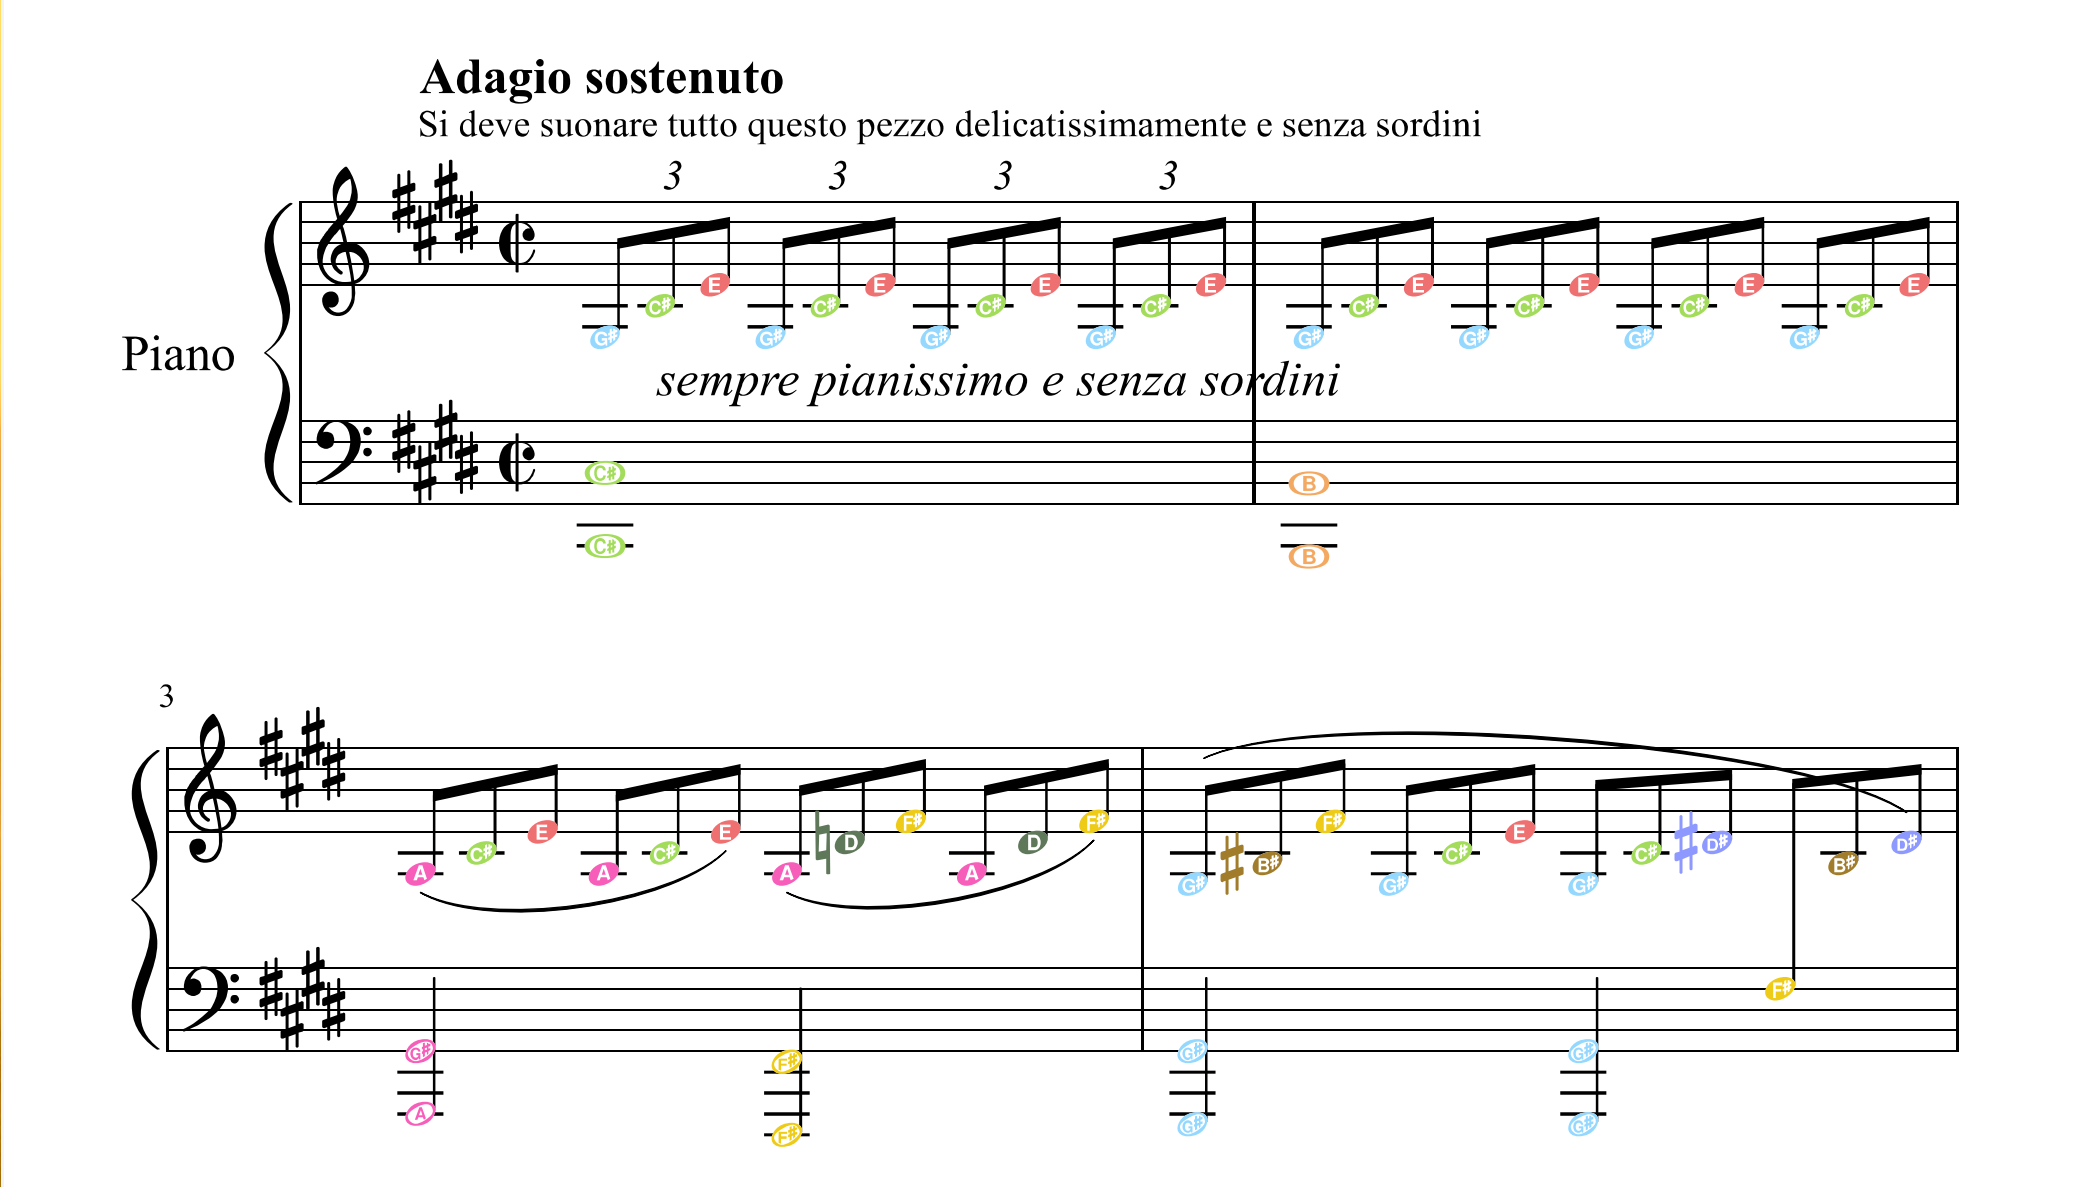 Adagio sostenuto
Si deve suonare tutto questo pezzo delicatissimamente e senza sordini
3 3 3 3
E E E E E E E E
C# C# C# C# C# C# C# C#
G# G# G# G# G# G# G# G#
Piano
sempre pianissimo e senza sordini
C# B
C# B
3
F# F# F#
E E E
D D D# D#
C# C# C# C#
B# B#
A A A A
G# G# G#
F#
G# F# G# G#
A F# G# G#